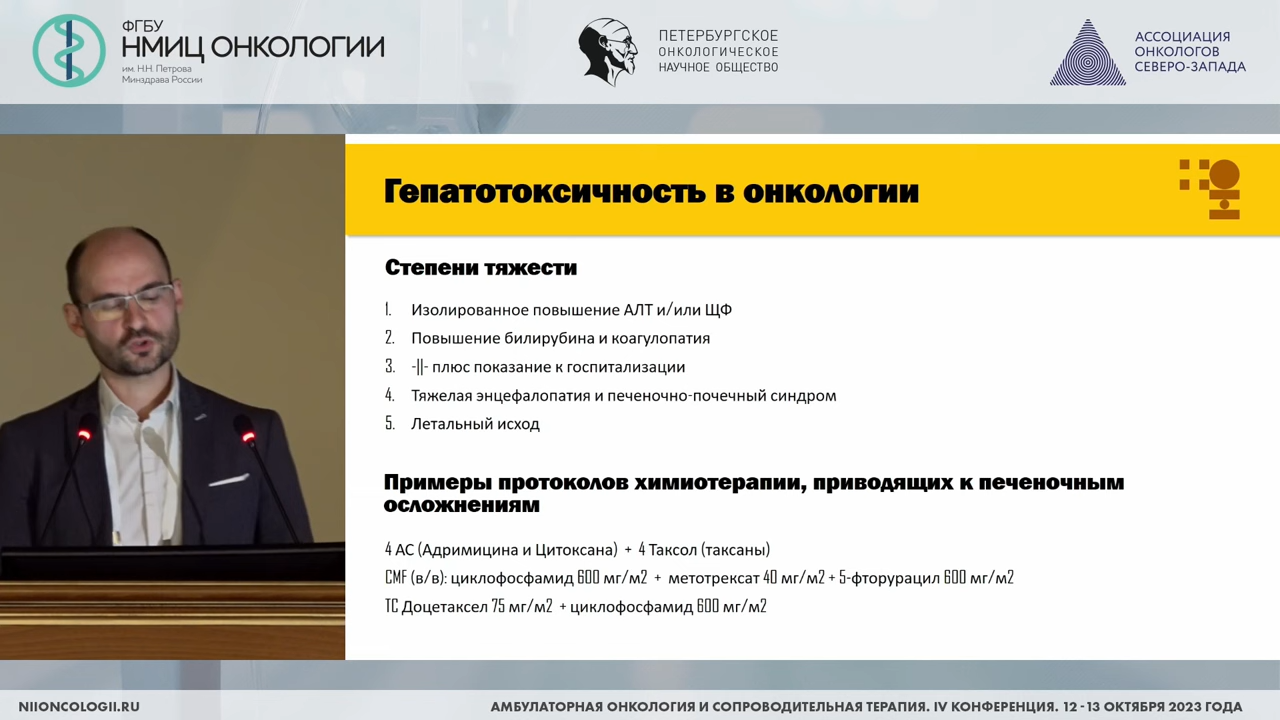 ФГБУ
НМИЦ ОНКОЛОГИИ
им. Н.Н. Петрова
Минздрава России
ПЕТЕРБУРГСКОЕ
ОНКОЛОГИЧЕСКОЕ
НАУЧНОЕ ОБЩЕСТВО
АССОЦИАЦИЯ
ОНКОЛОГОВ
СЕВЕРО-ЗАПАДА
Гепатотоксичность в онкологии
Степени тяжести
1. Изолированное повышение АЛТ и/или ЩФ
2. Повышение билирубина и коагулопатия
3. -||- плюс показание к госпитализации
4. Тяжелая энцефалопатия и печеночно-почечный синдром
5. Летальный исход
Примеры протоколов химиотерапии, приводящих к печеночным
осложнениям
4 АС (Адримицина и Цитоксана) + 4 Таксол (таксаны)
CMF (в/в): циклофосфамид 600 мг/м2 + метотрексат 40 мг/м2 + 5-фторурацил 600 мг/м2
TC Доцетаксел 75 мг/м2 + циклофосфамид 600 мг/м2
NIIONCOLOGII.RU
АМБУЛАТОРНАЯ ОНКОЛОГИЯ И СОПРОВОДИТЕЛЬНАЯ ТЕРАПИЯ. IV КОНФЕРЕНЦИЯ. 12 - 13 ОКТЯБРЯ 2023 ГОДА